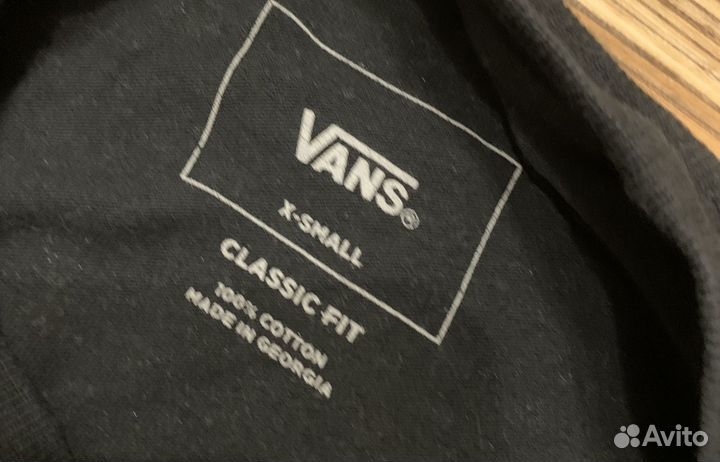 VANS®
X-SMALL
CLASSIC FIT
100% COTTON
MADE IN GEORGIA
Avito